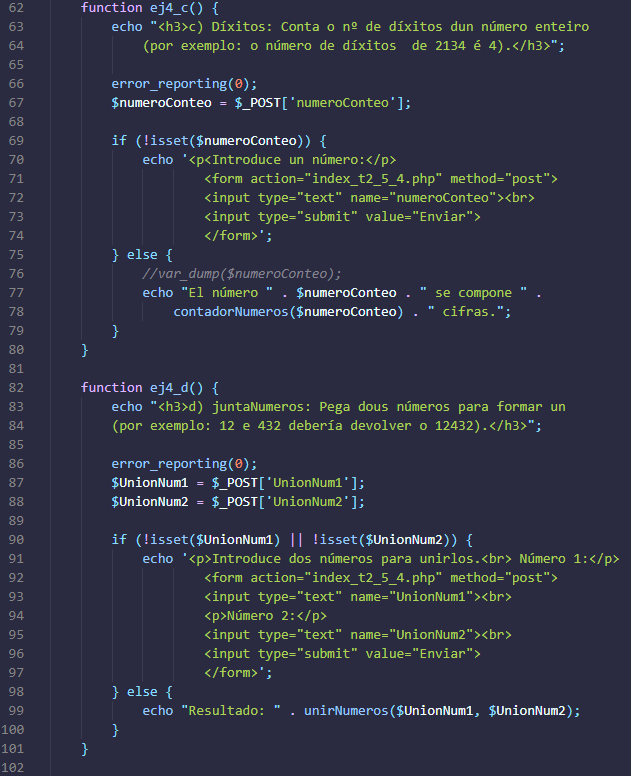 62 function ej4_c() {
63 echo "<h3>c) Díxitos: Conta o nº de díxitos dun número enteiro
64 (por exemplo: o número de díxitos  de 2134 é 4).</h3>";
65
66 error_reporting(0);
67 $numeroConteo = $_POST['numeroConteo'];
68
69 if (!isset($numeroConteo)) {
70 echo '<p<Introduce un número:</p>
71 <form action="index_t2_5_4.php" method="post">
72 <input type="text" name="numeroConteo"><br>
73 <input type="submit" value="Enviar">
74 </form>';
75 } else {
76 //var_dump($numeroConteo);
77 echo "El número " . $numeroConteo . " se compone " .
78 contadorNumeros($numeroConteo) . " cifras.";
79 }
80 }
81
82 function ej4_d() {
83 echo "<h3>d) juntaNumeros: Pega dous números para formar un
84 (por exemplo: 12 e 432 debería devolver o 12432).</h3>";
85
86 error_reporting(0);
87 $UnionNum1 = $_POST['UnionNum1'];
88 $UnionNum2 = $_POST['UnionNum2'];
89
90 if (!isset($UnionNum1) || !isset($UnionNum2)) {
91 echo '<p>Introduce dos números para unirlos.<br> Número 1:</p>
92 <form action="index_t2_5_4.php" method="post">
93 <input type="text" name="UnionNum1"><br>
94 <p>Número 2:</p>
95 <input type="text" name="UnionNum2"><br>
96 <input type="submit" value="Enviar">
97 </form>';
98 } else {
99 echo "Resultado: " . unirNumeros($UnionNum1, $UnionNum2);
100 }
101 }
102